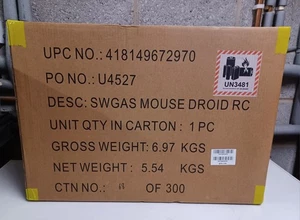 UPC NO.: 418149672970
PO NO.: U4527
UN3481
DESC: SWGAS MOUSE DROID RC
UNIT QTY IN CARTON : 1 PC
GROSS WEIGHT: 6.97 KGS
NET WEIGHT : 5.54 KGS
CTN NO.: OF 300